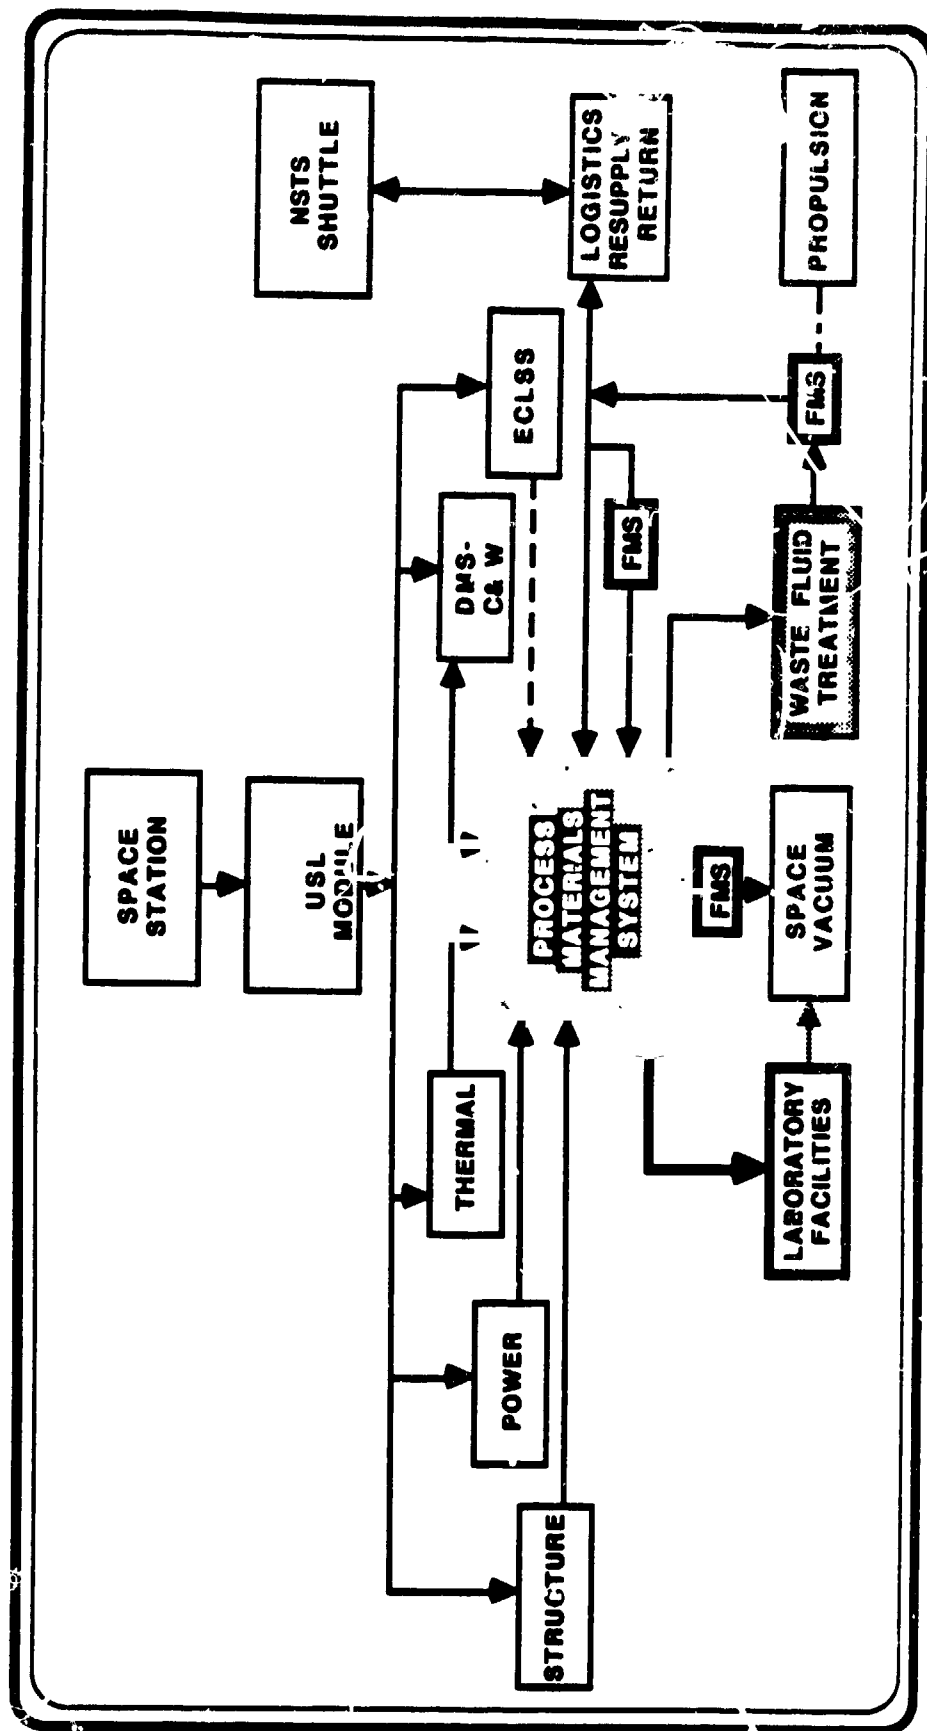 SPACE
STATION
USL
MODULE
NSTS
SHUTTLE
STRUCTURE
POWER
THERMAL
DMS-
C & W
ECLSS
LOGISTICS
RESUPPLY
RETURN
PROCESS
MATERIALS
MANAGEMENT
SYSTEM
FMS
FMS
LABORATORY
FACILITIES
SPACE
VACUUM
WASTE FLUID
TREATMENT
FMS
PROPULSION